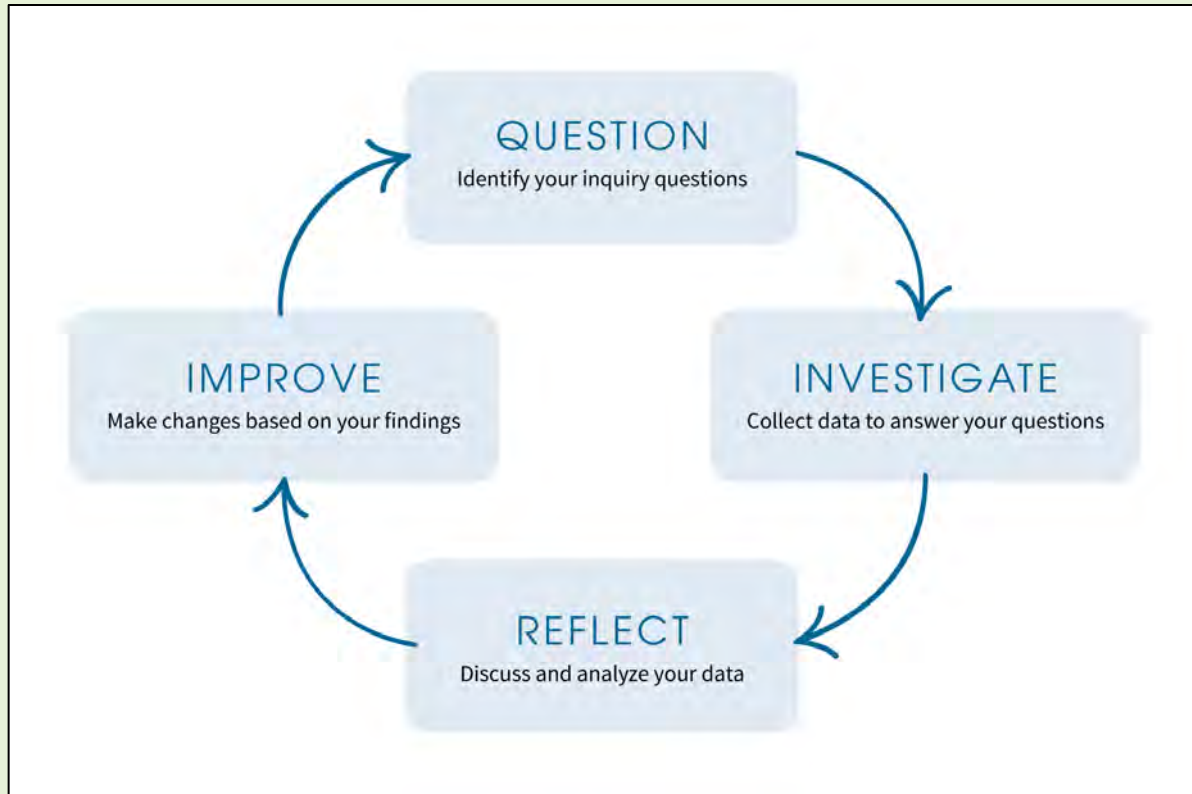 QUESTION
Identify your inquiry questions
INVESTIGATE
Collect data to answer your questions
REFLECT
Discuss and analyze your data
IMPROVE
Make changes based on your findings